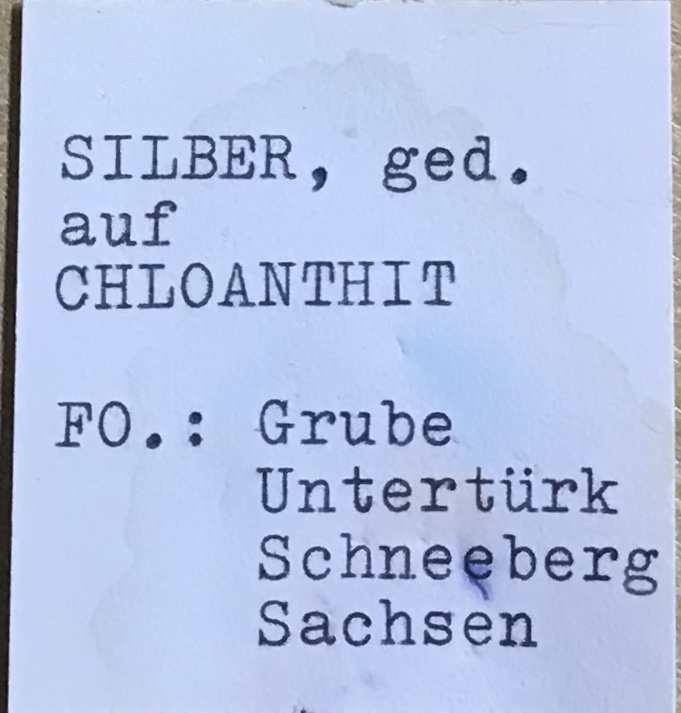 SILBER, ged.
auf
CHLOANTHIT
FO.: Grube
Untertürk
Schneeberg
Sachsen